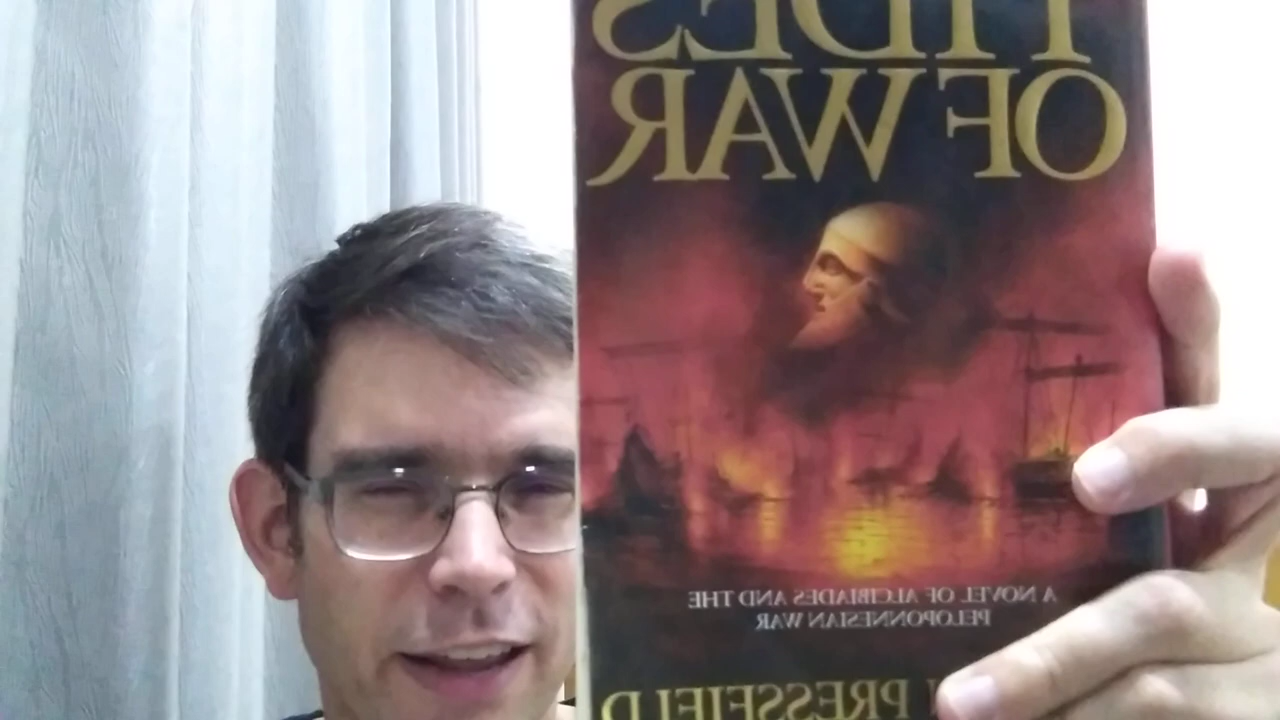 TIDES
OF WAR
A NOVEL OF ALCIBIADES AND THE
PELOPONNESIAN WAR
PRESSFIELD